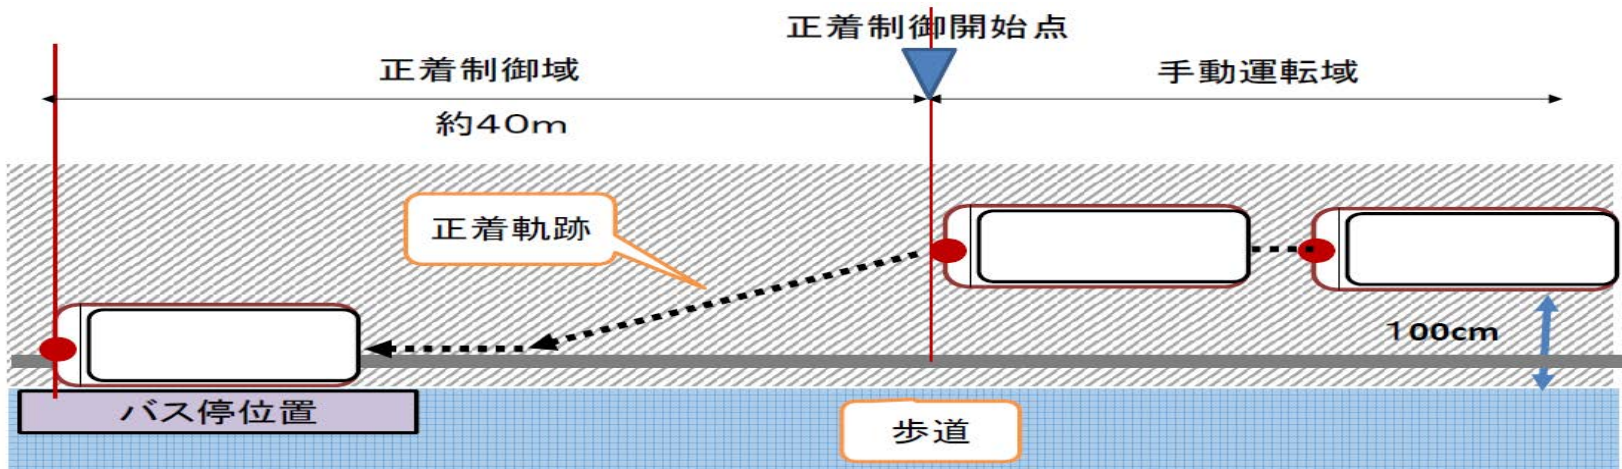 正着制御開始点
正着制御域
手動運転域
約40m
正着軌跡
100cm
バス停位置
歩道